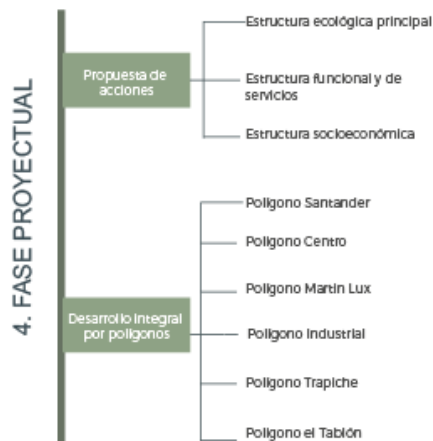 4. FASE PROYECTUAL
Propuesta de
acciones
Estructura ecológica principal
Estructura funcional y de
servicios
Estructura socioeconómica
Desarrollo integral
por polígonos
Polígono Santander
Polígono Centro
Polígono Martin Lux
Polígono Industrial
Polígono Trapiche
Polígono el Tablón